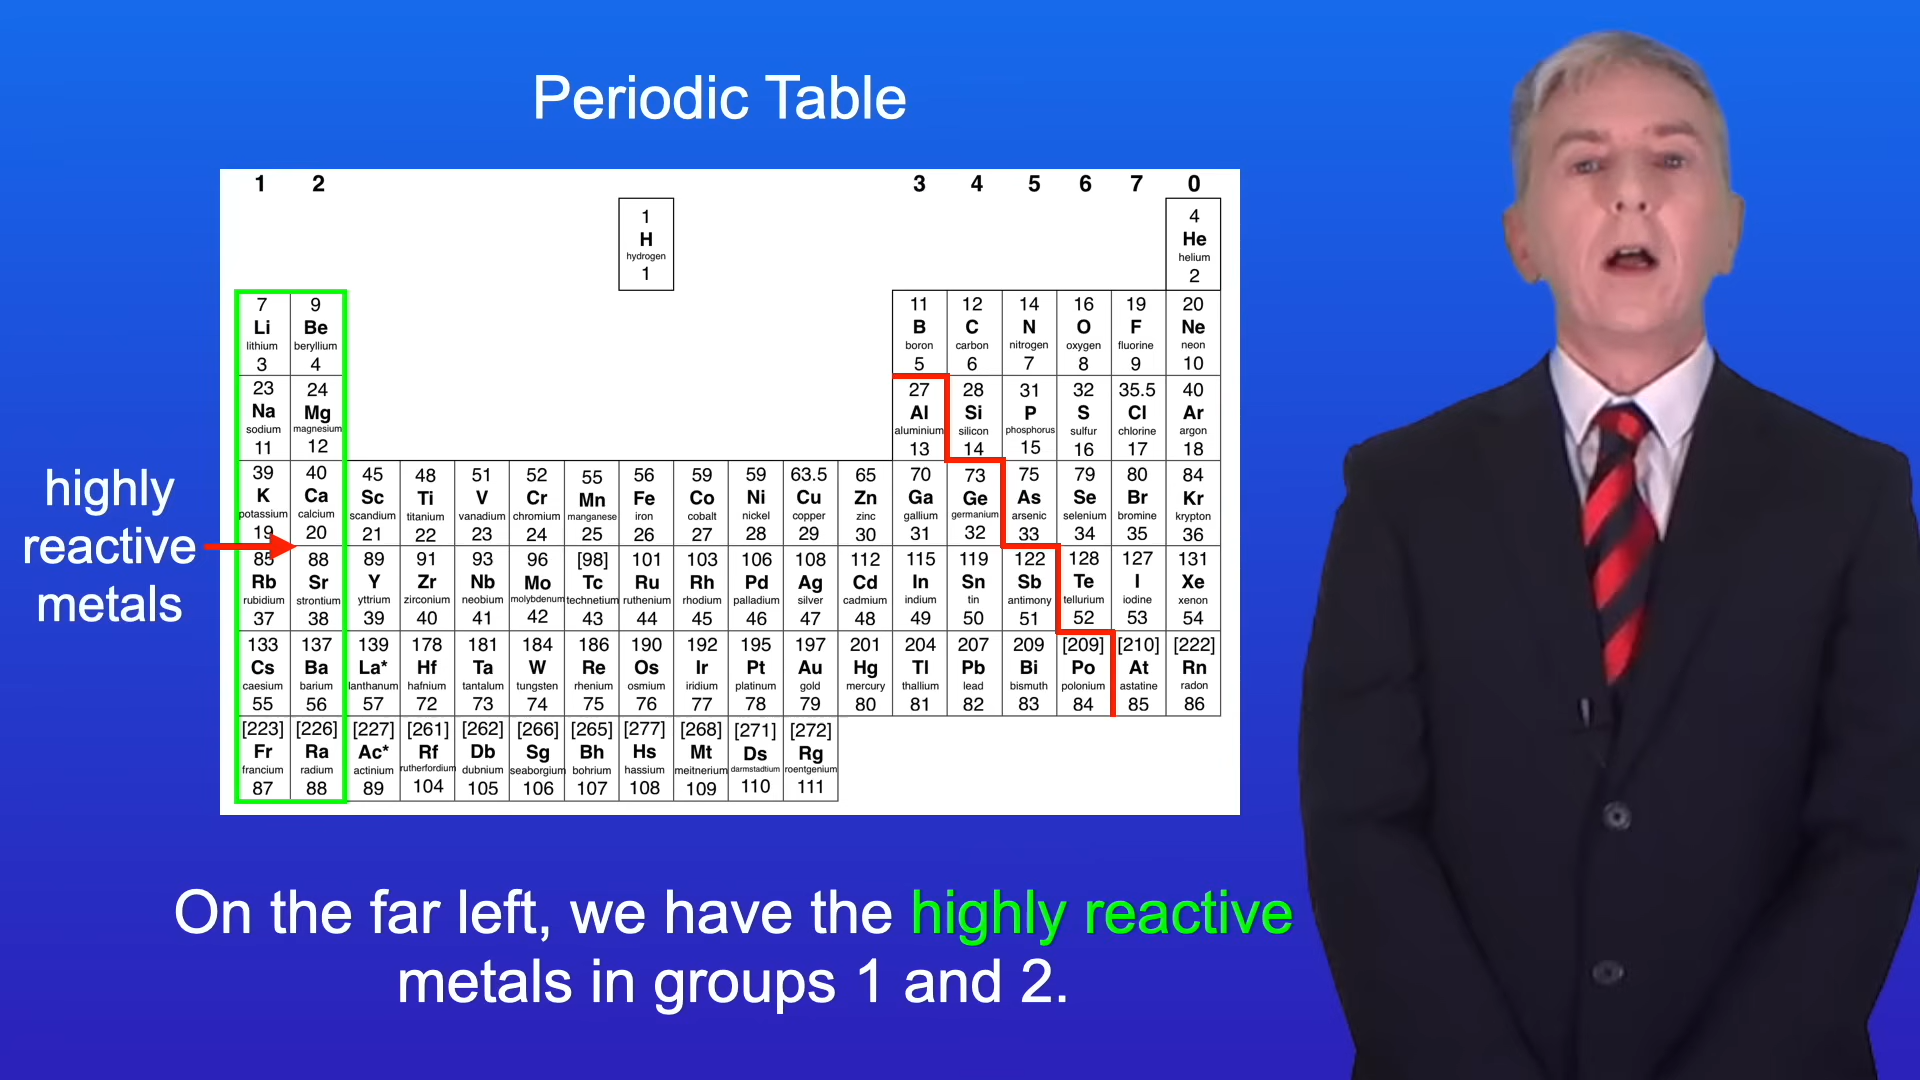 Periodic Table
1 2 3 4 5 6 7 0
1 4
H He
hydrogen helium
1 2
7 9 11 12 14 16 19 20
Li Be B C N O F Ne
lithium beryllium boron carbon nitrogen oxygen fluorine neon
3 4 5 6 7 8 9 10
23 24 27 28 31 32 35.5 40
Na Mg Al Si P S Cl Ar
sodium magnesium aluminium silicon phosphorus sulfur chlorine argon
11 12 13 14 15 16 17 18
39 40 45 48 51 52 55 56 59 59 63.5 65 70 73 75 79 80 84
K Ca Sc Ti V Cr Mn Fe Co Ni Cu Zn Ga Ge As Se Br Kr
potassium calcium scandium titanium vanadium chromium manganese iron cobalt nickel copper zinc gallium germanium arsenic selenium bromine krypton
19 20 21 22 23 24 25 26 27 28 29 30 31 32 33 34 35 36
85 88 89 91 93 96 [98] 101 103 106 108 112 115 119 122 128 127 131
Rb Sr Y Zr Nb Mo Tc Ru Rh Pd Ag Cd In Sn Sb Te I Xe
rubidium strontium yttrium zirconium neobium molybdenum technetium ruthenium rhodium palladium silver cadmium indium tin antimony tellurium iodine xenon
37 38 39 40 41 42 43 44 45 46 47 48 49 50 51 52 53 54
133 137 139 178 181 184 186 190 192 195 197 201 204 207 209 [209] [210] [222]
Cs Ba La* Hf Ta W Re Os Ir Pt Au Hg Tl Pb Bi Po At Rn
caesium barium lanthanum hafnium tantalum tungsten rhenium osmium iridium platinum gold mercury thallium lead bismuth polonium astatine radon
55 56 57 72 73 74 75 76 77 78 79 80 81 82 83 84 85 86
[223] [226] [227] [261] [262] [266] [265] [277] [268] [271] [272]
Fr Ra Ac* Rf Db Sg Bh Hs Mt Ds Rg
francium radium actinium rutherfordium dubnium seaborgium bohrium hassium meitnerium darmstadtium roentgenium
87 88 89 104 105 106 107 108 109 110 111
highly
reactive
metals
On the far left, we have the highly reactive
metals in groups 1 and 2.